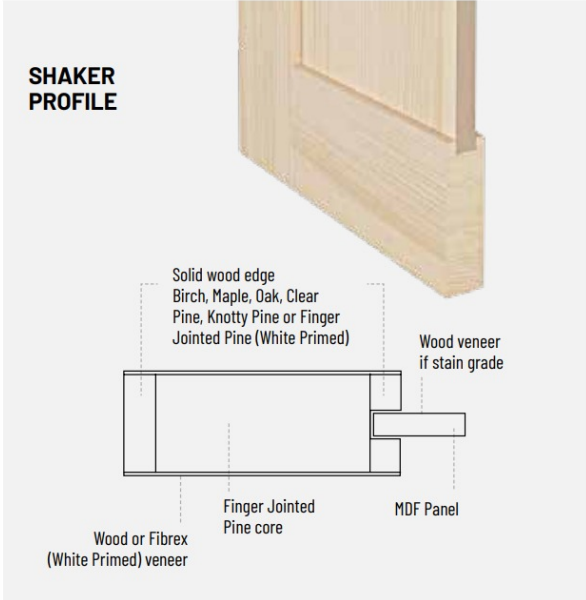 SHAKER
PROFILE
Solid wood edge
Birch, Maple, Oak, Clear
Pine, Knotty Pine or Finger
Jointed Pine (White Primed)
Wood veneer
if stain grade
Finger Jointed
Pine core
MDF Panel
Wood or Fibrex
(White Primed) veneer